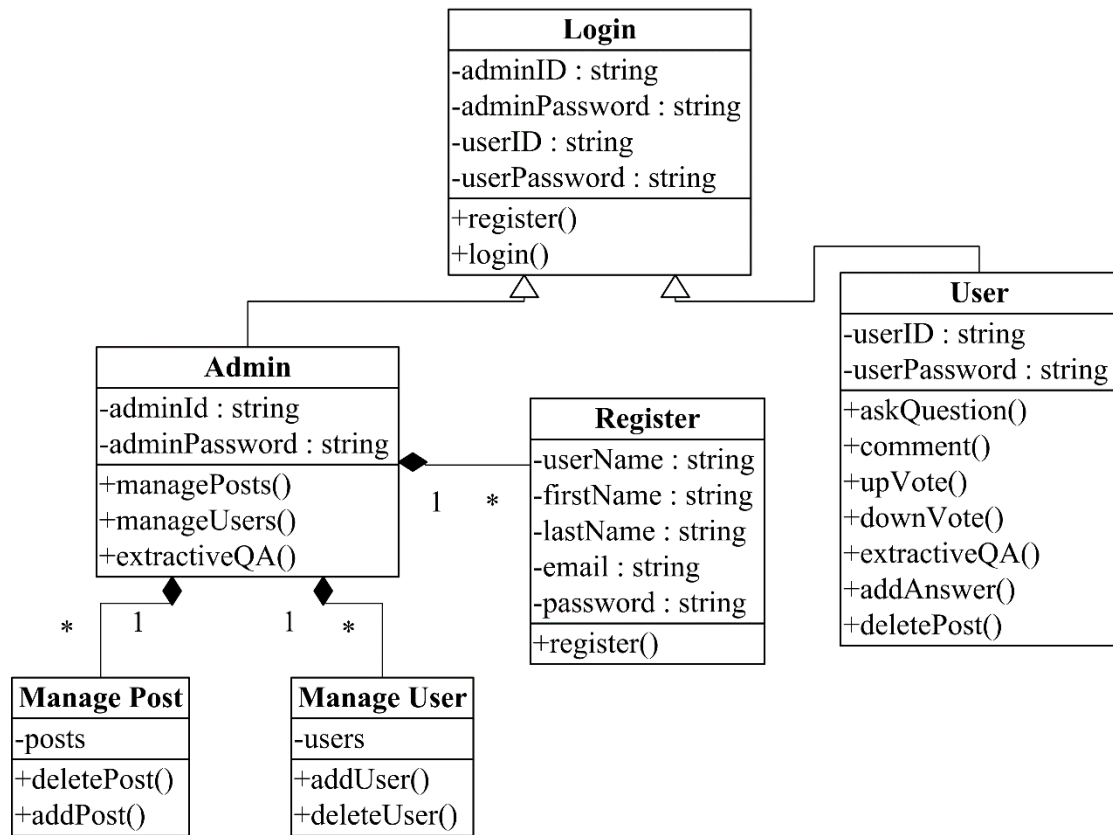 Login
-adminID : string
-adminPassword : string
-userID : string
-userPassword : string
+register()
+login()
Admin
-adminId : string
-adminPassword : string
+managePosts()
+manageUsers()
+extractiveQA()
1
*
Register
-userName : string
-firstName : string
-lastName : string
-email : string
-password : string
+register()
User
-userID : string
-userPassword : string
+askQuestion()
+comment()
+upVote()
+downVote()
+extractiveQA()
+addAnswer()
+deletePost()
*
1
1
*
Manage Post
-posts
+deletePost()
+addPost()
Manage User
-users
+addUser()
+deleteUser()